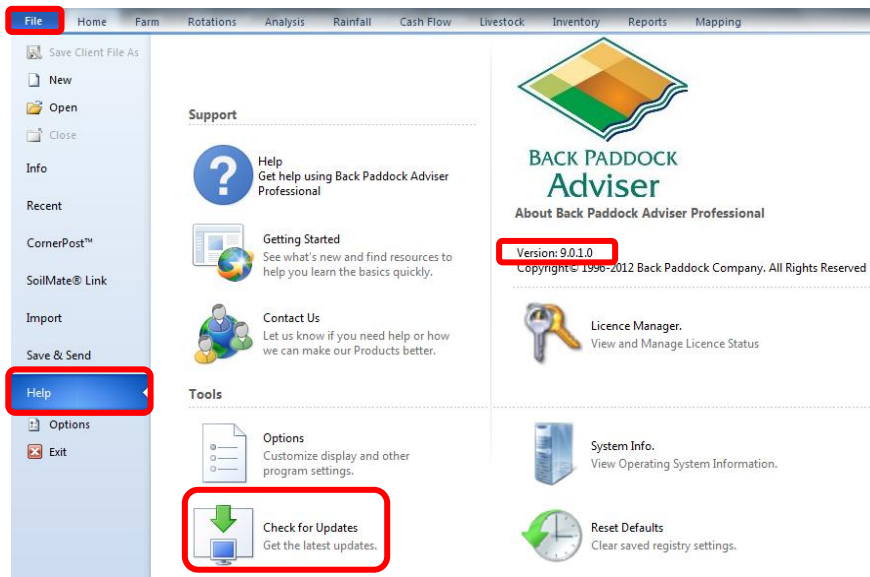 File Home Farm Rotations Analysis Rainfall Cash Flow Livestock Inventory Reports Mapping
Save Client File As
New
Open
Close
Info
Recent
CornerPost™
SoilMate® Link
Import
Save & Send
Help
Options
Exit
Support
Help
Get help using Back Paddock Adviser
Professional
Getting Started
See what's new and find resources to
help you learn the basics quickly.
Contact Us
Let us know if you need help or how
we can make our Products better.
Tools
Options
Customize display and other
program settings.
Check for Updates
Get the latest updates.
BACK PADDOCK
Adviser
About Back Paddock Adviser Professional
Version: 9.0.1.0
Copyright© 1996-2012 Back Paddock Company. All Rights Reserved
Licence Manager.
View and Manage Licence Status
System Info.
View Operating System Information.
Reset Defaults
Clear saved registry settings.